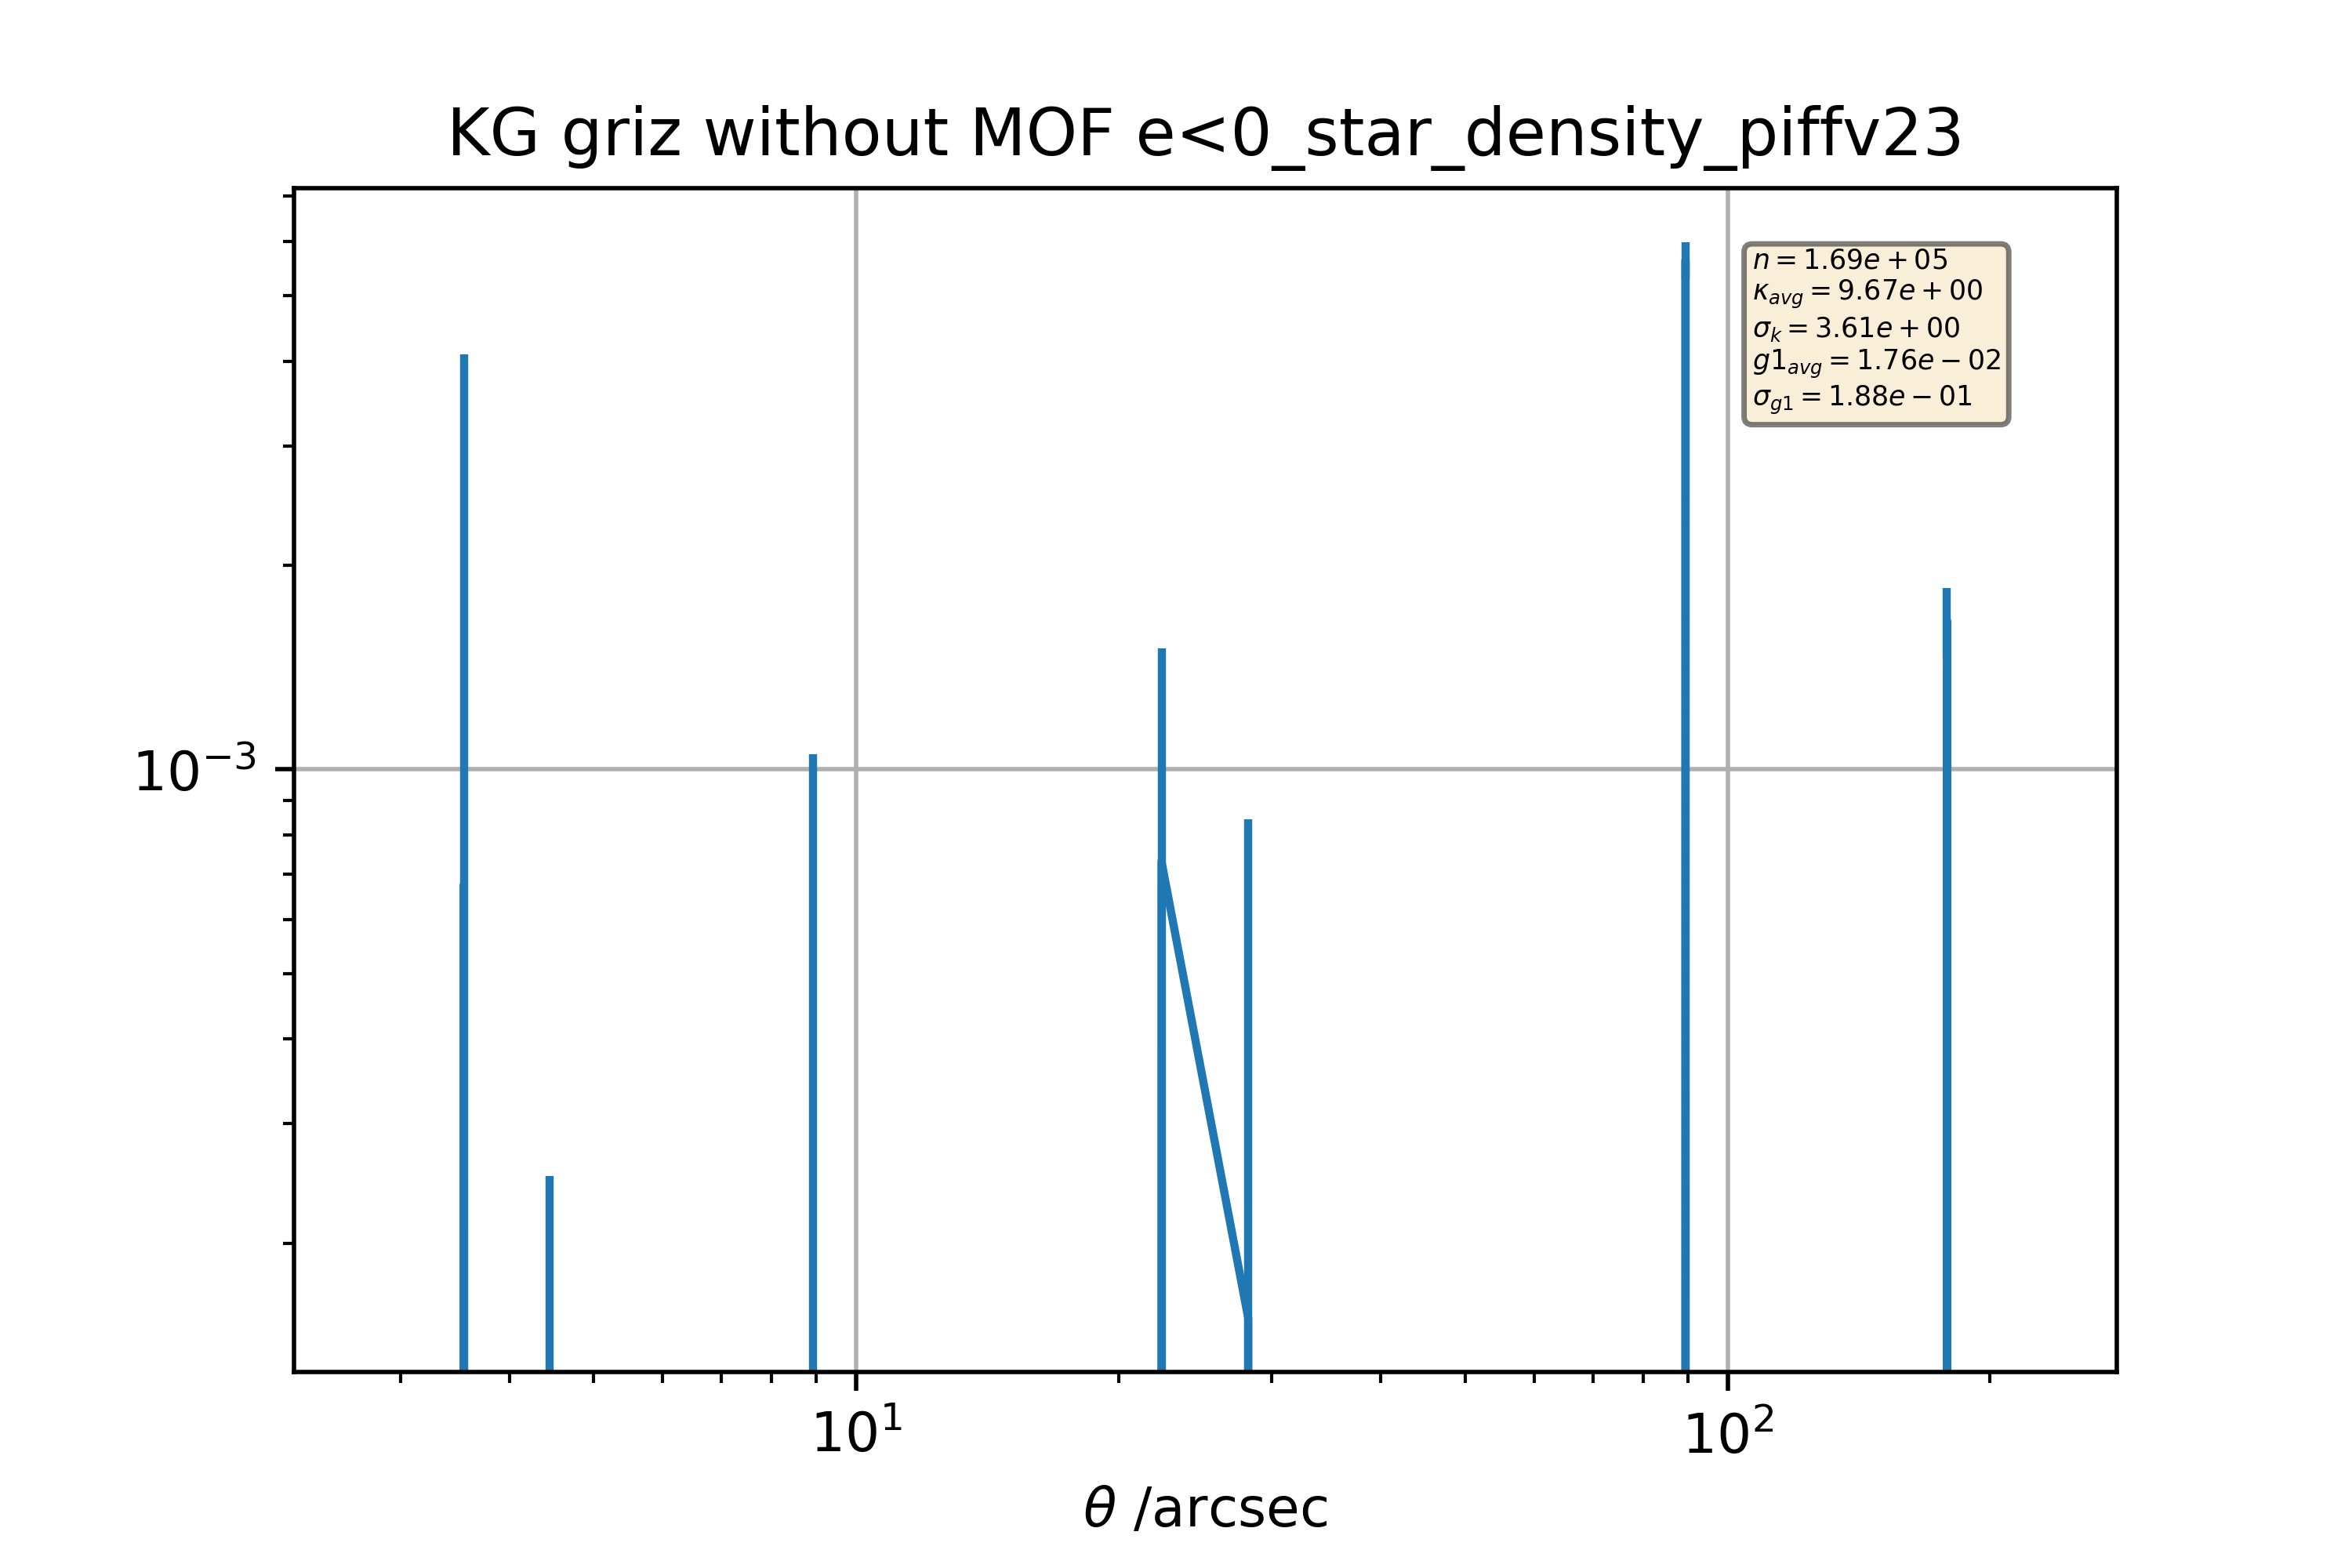 KG griz without MOF e<0_star_density_piffv23
n = 1.69e + 05
κavg = 9.67e + 00
σk = 3.61e + 00
g1avg = 1.76e − 02
σg1 = 1.88e − 01
10⁻³
10¹ 10²
θ /arcsec